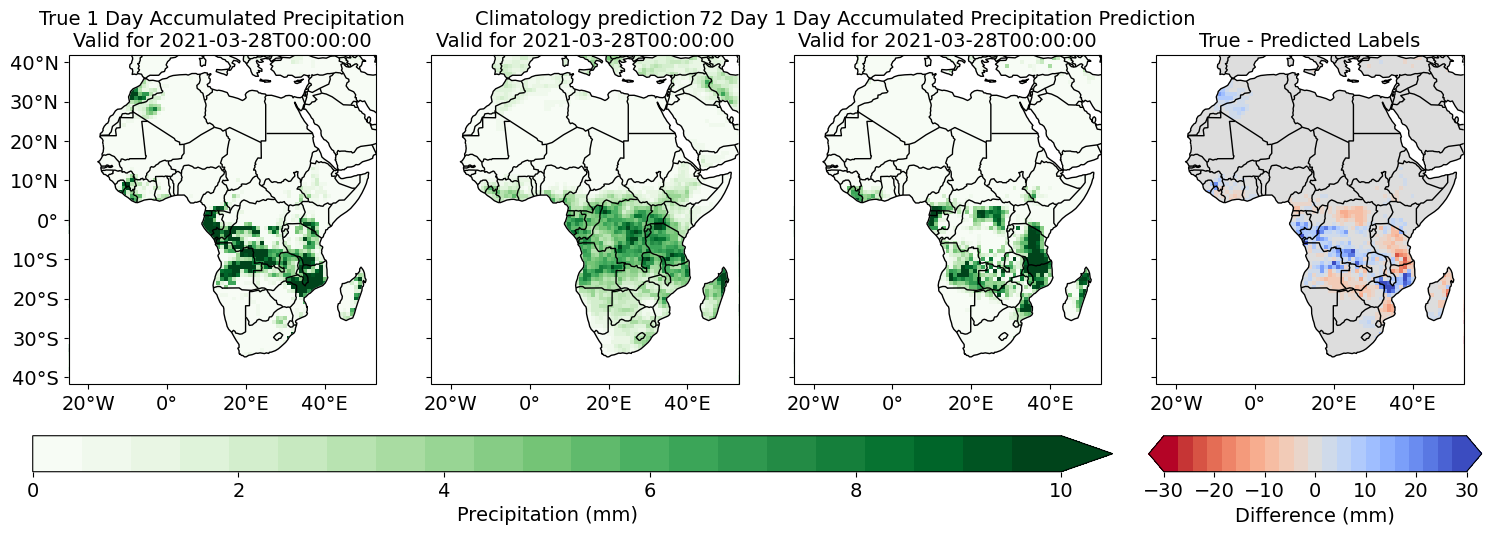 True 1 Day Accumulated Precipitation
Valid for 2021-03-28T00:00:00
Climatology prediction
Valid for 2021-03-28T00:00:00
72 Day 1 Day Accumulated Precipitation Prediction
Valid for 2021-03-28T00:00:00
True - Predicted Labels
40°N
30°N
20°N
10°N
0°
10°S
20°S
30°S
40°S
20°W 0° 20°E 40°E
20°W 0° 20°E 40°E
20°W 0° 20°E 40°E
20°W 0° 20°E 40°E
0 2 4 6 8 10
Precipitation (mm)
−30 −20 −10 0 10 20 30
Difference (mm)